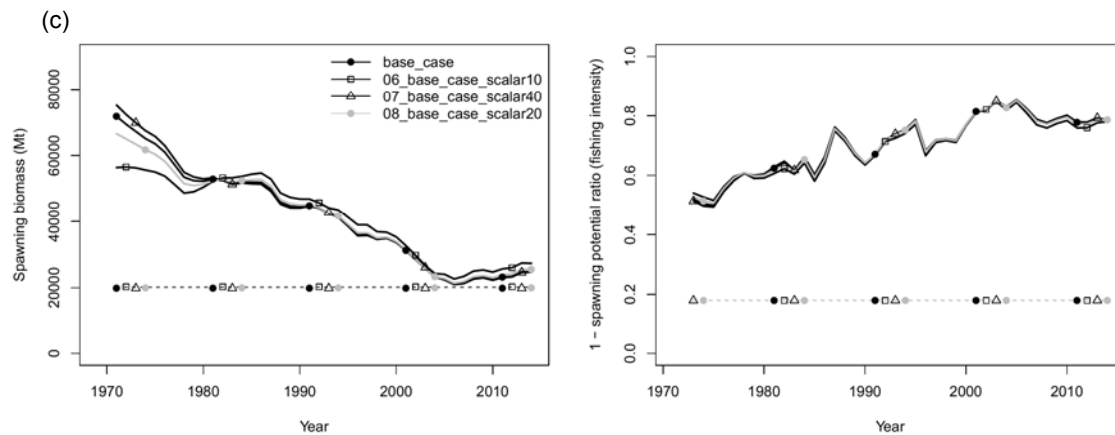 (c)
Spawning biomass (Mt)
80000
60000
40000
20000
0
base_case
06_base_case_scalar10
07_base_case_scalar40
08_base_case_scalar20
1970 1980 1990 2000 2010
Year
1 − spawning potential ratio (fishing intensity)
1.0
0.8
0.6
0.4
0.2
0.0
1970 1980 1990 2000 2010
Year